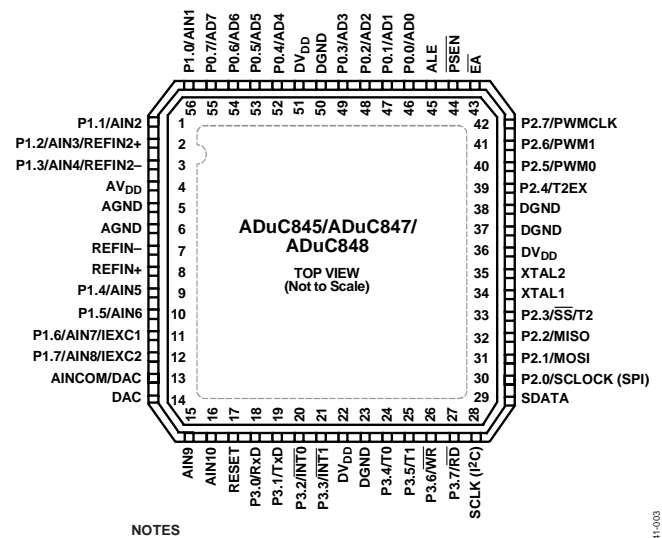 P1.0/AIN1
P0.7/AD7
P0.6/AD6
P0.5/AD5
P0.4/AD4
DVDD
DGND
P0.3/AD3
P0.2/AD2
P0.1/AD1
P0.0/AD0
ALE
PSEN
EA
56 55 54 53 52 51 50 49 48 47 46 45 44 43
P1.1/AIN2 1
P1.2/AIN3/REFIN2+ 2
P1.3/AIN4/REFIN2– 3
AVDD 4
AGND 5
AGND 6
REFIN– 7
REFIN+ 8
P1.4/AIN5 9
P1.5/AIN6 10
P1.6/AIN7/IEXC1 11
P1.7/AIN8/IEXC2 12
AINCOM/DAC 13
DAC 14
ADuC845/ADuC847/
ADuC848
TOP VIEW
(Not to Scale)
42 P2.7/PWMCLK
41 P2.6/PWM1
40 P2.5/PWM0
39 P2.4/T2EX
38 DGND
37 DGND
36 DVDD
35 XTAL2
34 XTAL1
33 P2.3/SS/T2
32 P2.2/MISO
31 P2.1/MOSI
30 P2.0/SCLOCK (SPI)
29 SDATA
15 16 17 18 19 20 21 22 23 24 25 26 27 28
AIN9
AIN10
RESET
P3.0/RxD
P3.1/TxD
P3.2/INT0
P3.3/INT1
DVDD
DGND
P3.4/T0
P3.5/T1
P3.6/WR
P3.7/RD
SCLK (I2C)
NOTES
41-003